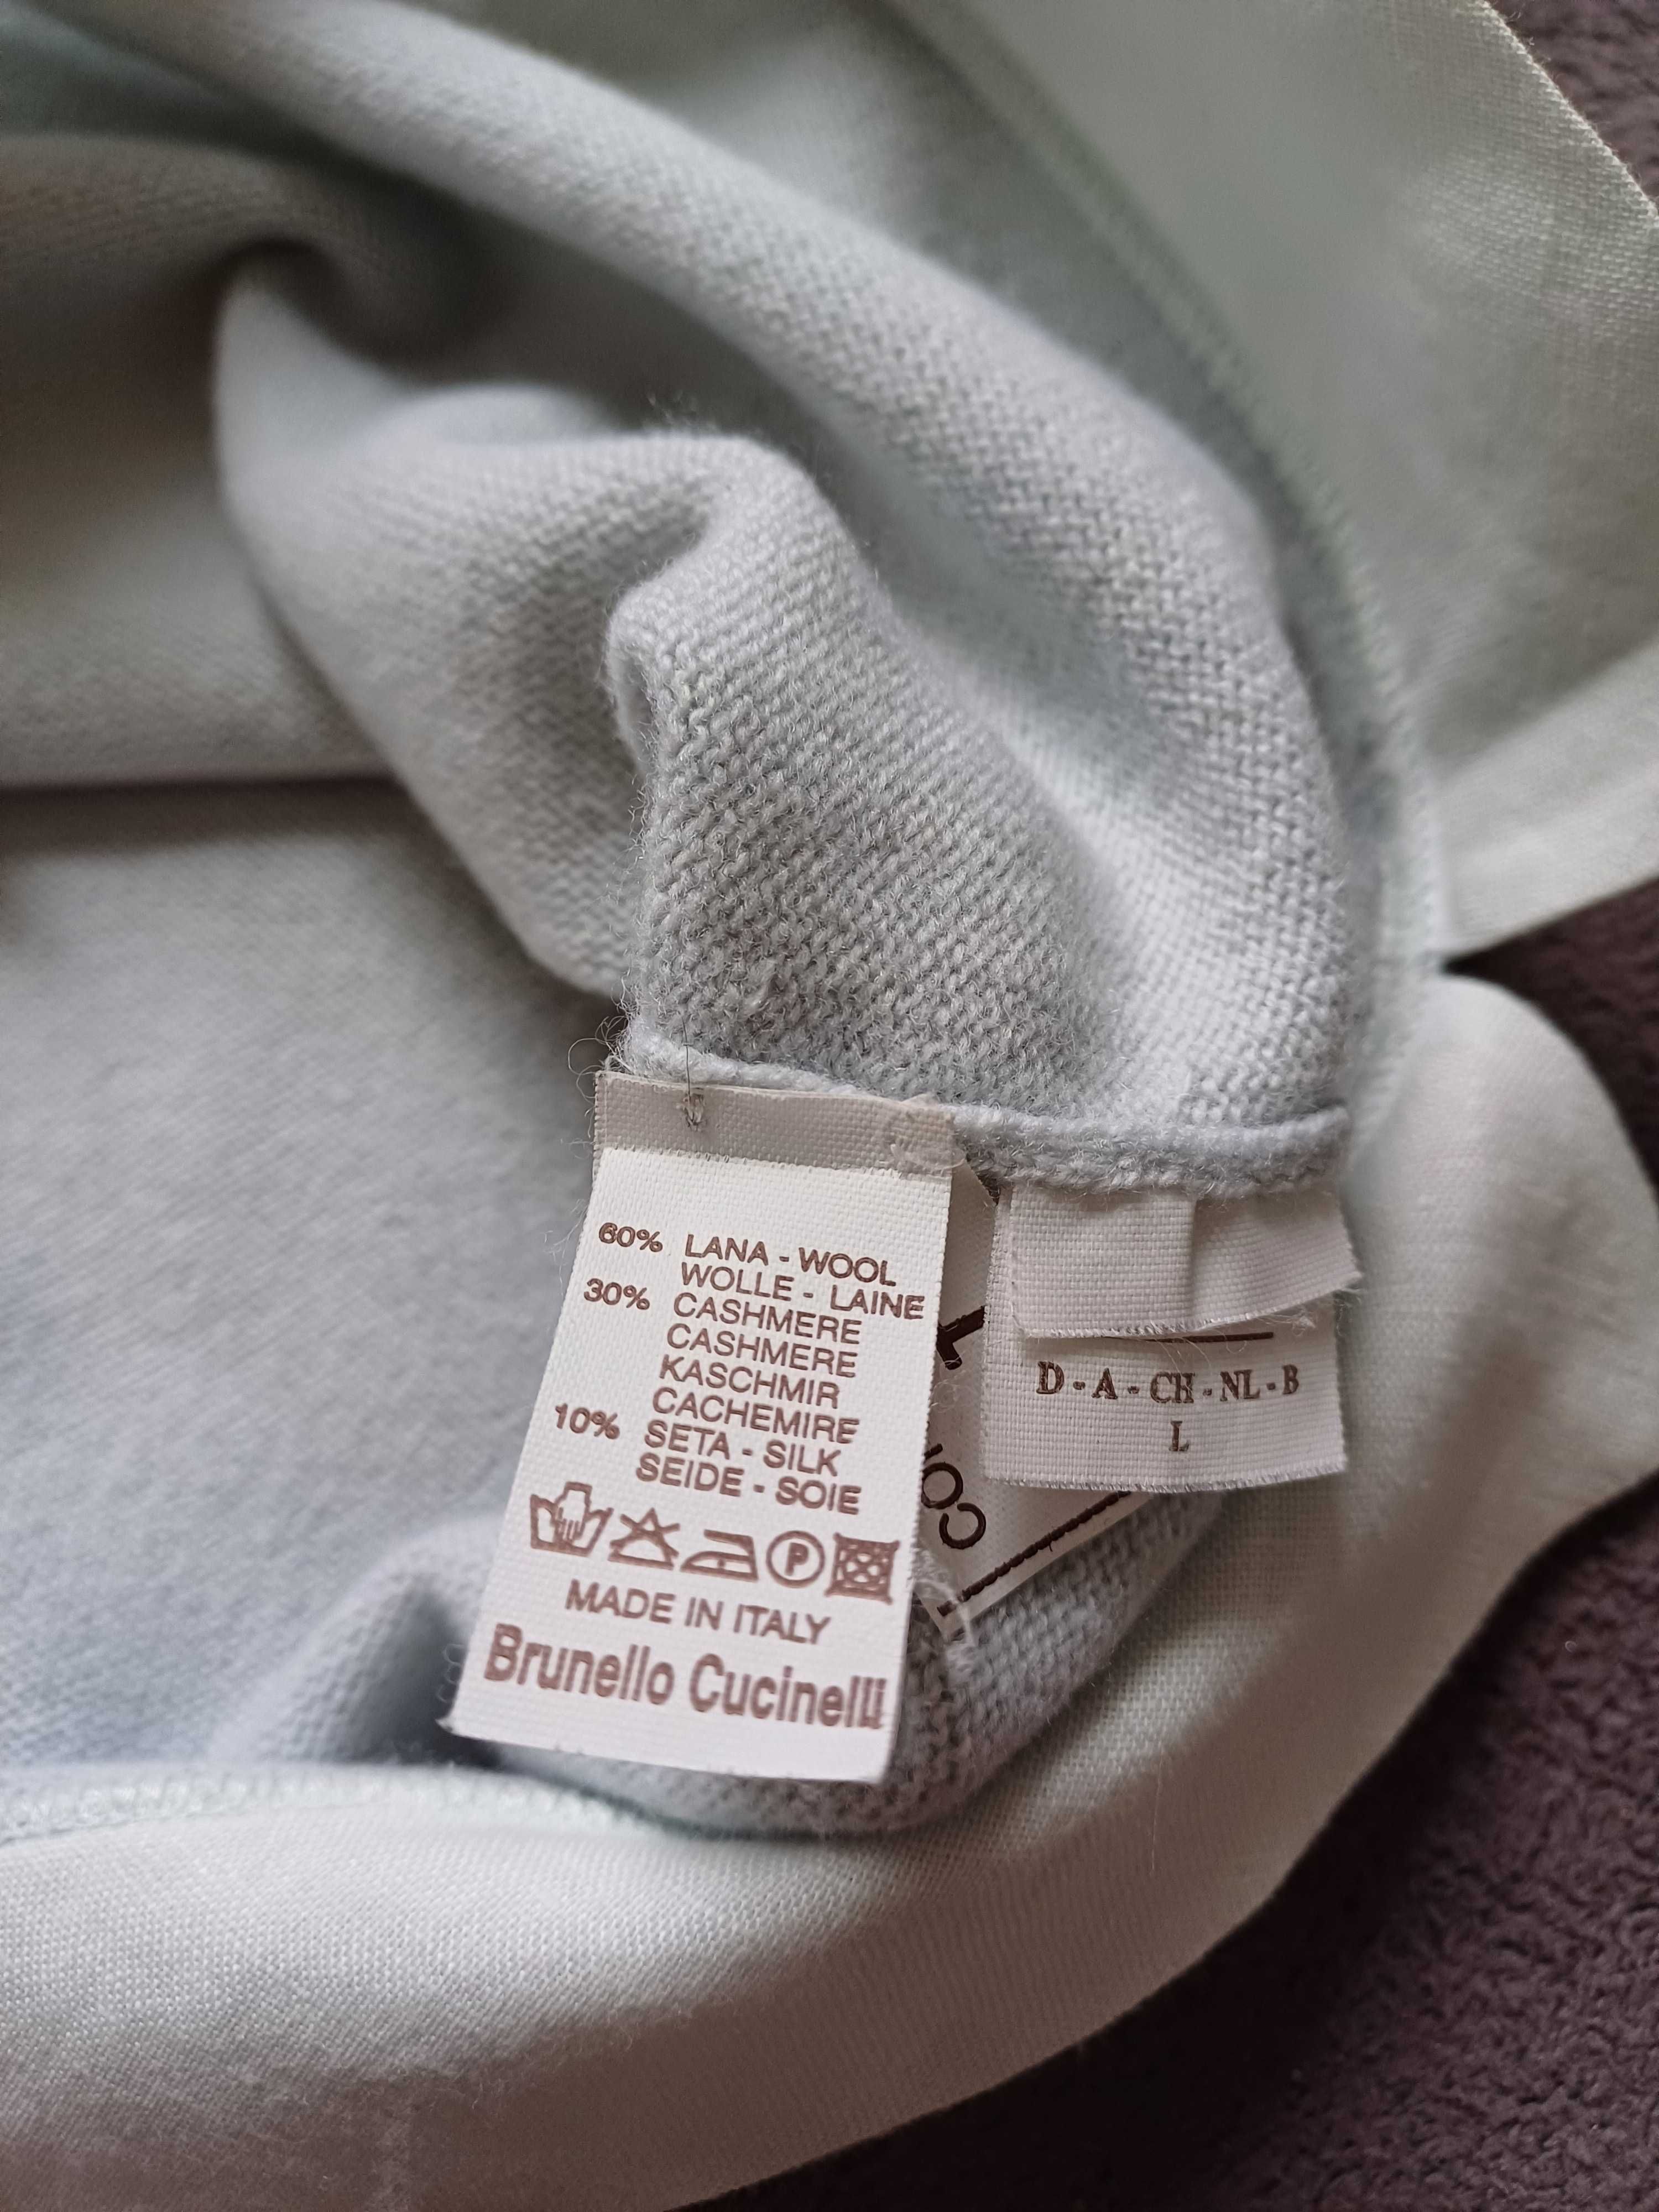 60% LANA - WOOL
WOLLE - LAINE
30% CASHMERE
CASHMERE
KASCHMIR
CACHEMIRE
10% SETA - SILK
SEIDE - SOIE
P
MADE IN ITALY
Brunello Cucinelli
D - A - CH - NL - B
L